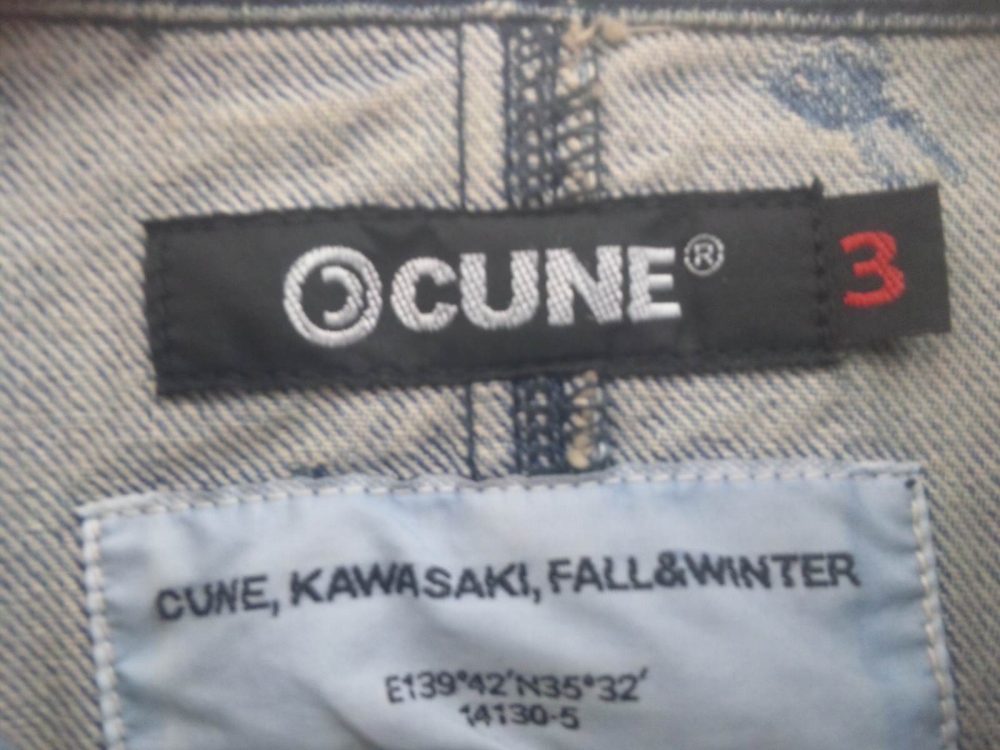 CUNE® 3
CUNE, KAWASAKI, FALL&WINTER
E139°42'N35°32'
14130-5